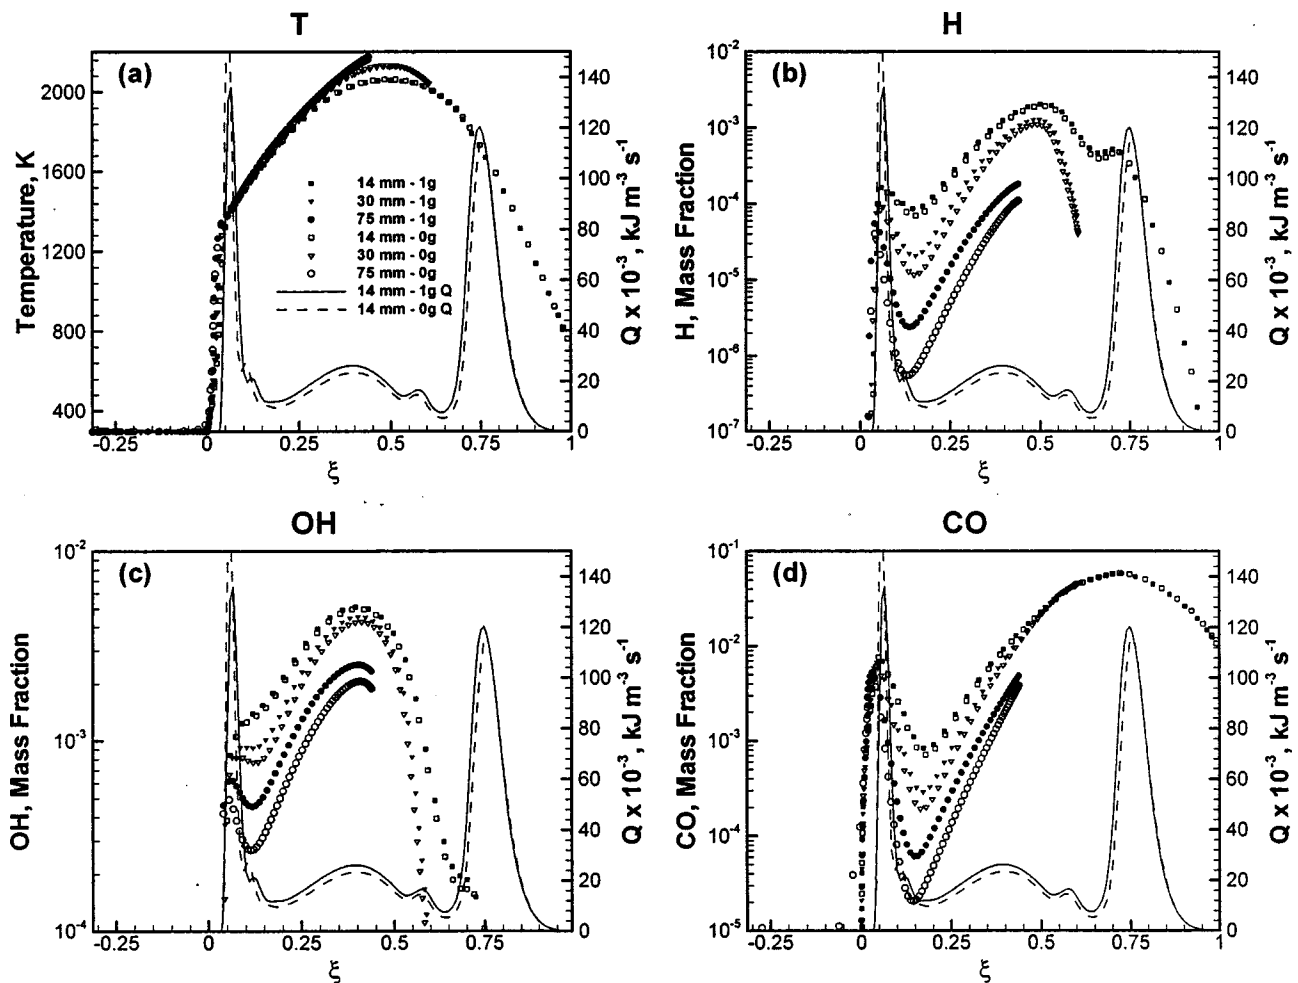 T
(a)
2000
1600
1200
800
400
Temperature, K
140
120
100
80
60
40
20
0
Q x 10-3, kJ m-3 s-1
14 mm - 1g
30 mm - 1g
75 mm - 1g
14 mm - 0g
30 mm - 0g
75 mm - 0g
14 mm - 1g Q
14 mm - 0g Q
-0.25 0 0.25 0.5 0.75 1
ξ
H
(b)
10-2
10-3
10-4
10-5
10-6
10-7
H, Mass Fraction
140
120
100
80
60
40
20
0
Q x 10-3, kJ m-3 s-1
-0.25 0 0.25 0.5 0.75 1
ξ
OH
(c)
10-2
10-3
10-4
OH, Mass Fraction
140
120
100
80
60
40
20
0
Q x 10-3, kJ m-3 s-1
-0.25 0 0.25 0.5 0.75
ξ
CO
(d)
10-1
10-2
10-3
10-4
10-5
CO, Mass Fraction
140
120
100
80
60
40
20
0
Q x 10-3, kJ m-3 s-1
-0.25 0 0.25 0.5 0.75 1
ξ